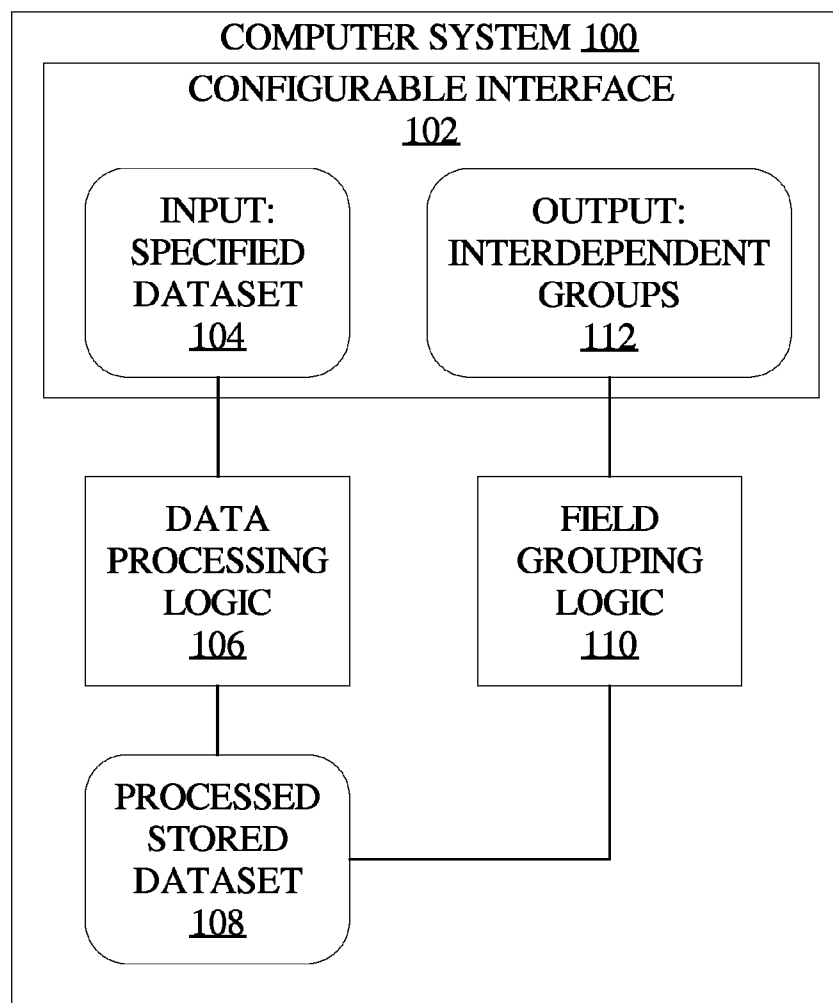 COMPUTER SYSTEM 100
CONFIGURABLE INTERFACE
102
INPUT:
SPECIFIED
DATASET
104
OUTPUT:
INTERDEPENDENT
GROUPS
112
DATA
PROCESSING
LOGIC
106
FIELD
GROUPING
LOGIC
110
PROCESSED
STORED
DATASET
108